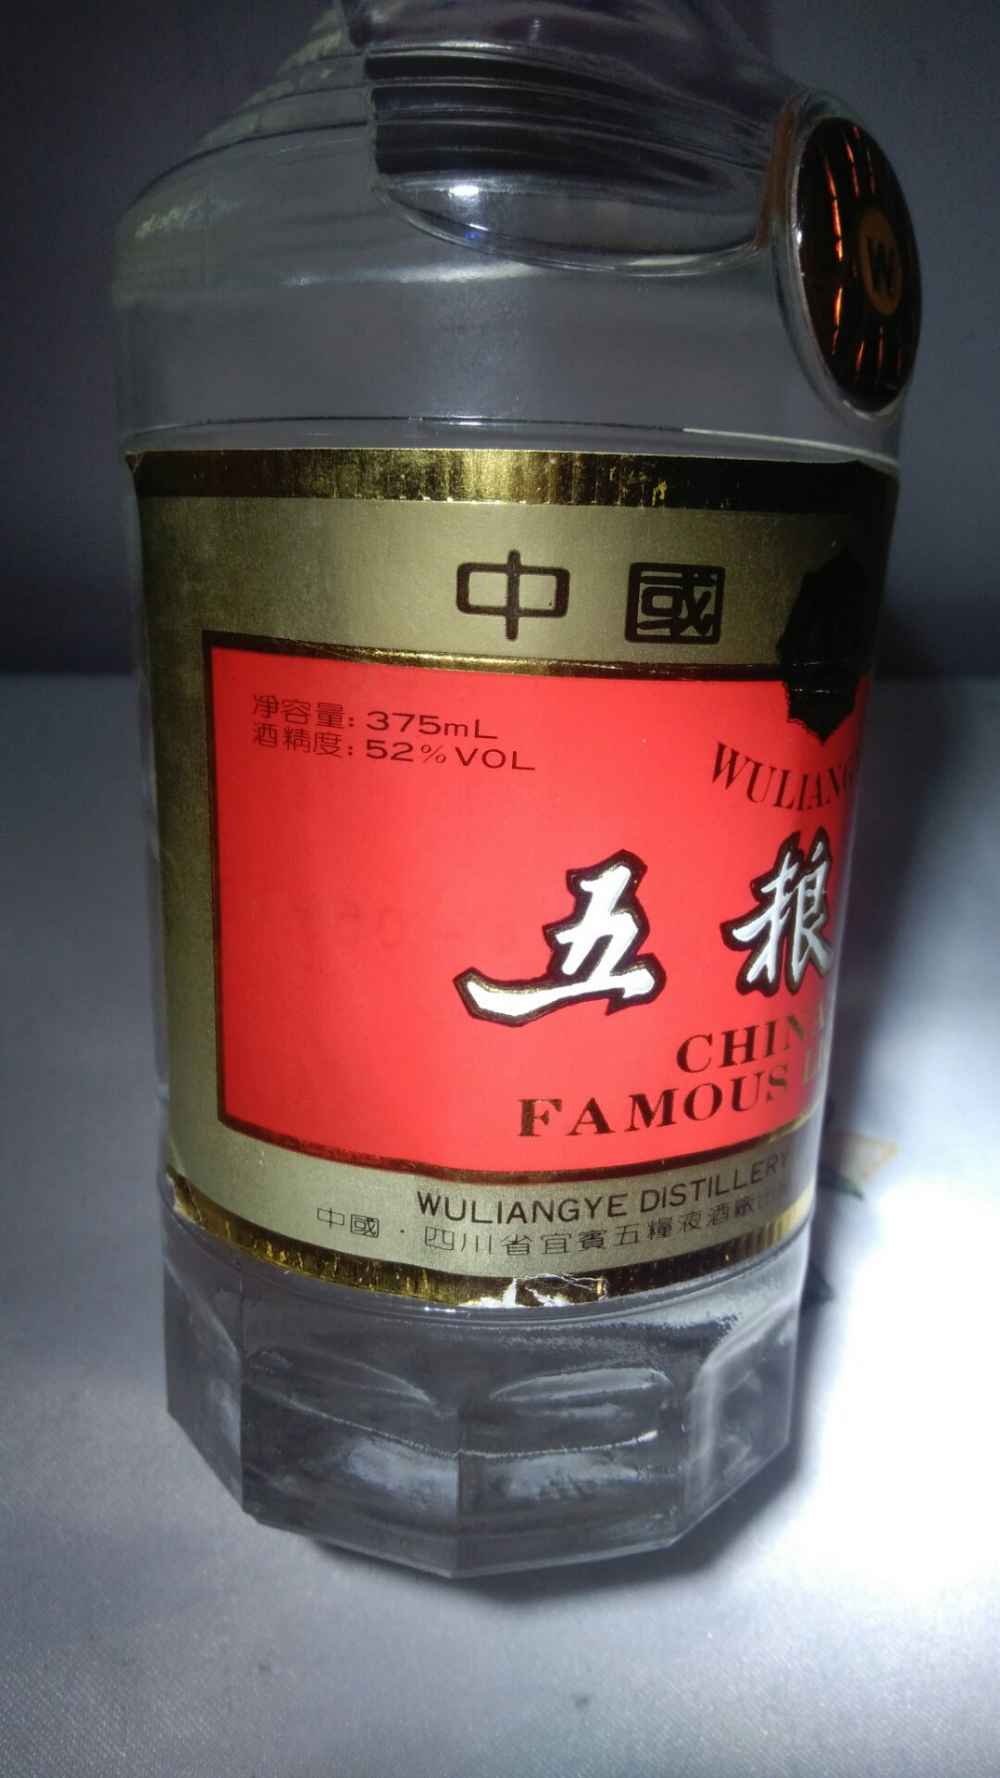 W
中國
净容量: 375mL
酒精度: 52%VOL
五粮
CHINA
FAMOUS
WULIANGYE DISTILLERY
中國·四川省宜賓五糧液酒廠